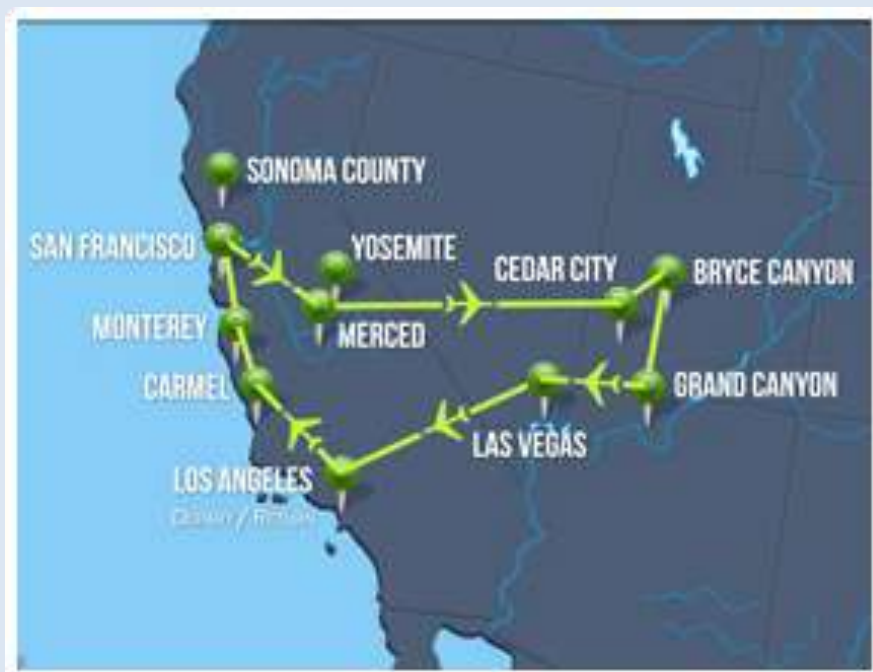 SONOMA COUNTY
SAN FRANCISCO
YOSEMITE
CEDAR CITY
BRYCE CANYON
MONTEREY
MERCED
CARMEL
GRAND CANYON
LAS VEGAS
LOS ANGELES